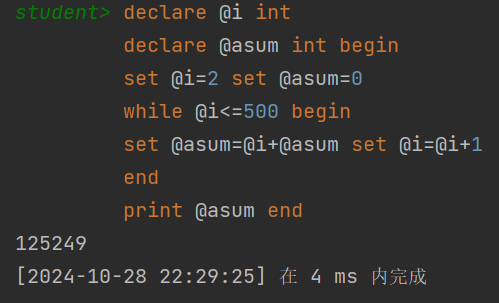 student> declare @i int
declare @asum int begin
set @i=2 set @asum=0
while @i<=500 begin
set @asum=@i+@asum set @i=@i+1
end
print @asum end
125249
[2024-10-28 22:29:25] 在 4 ms 内完成